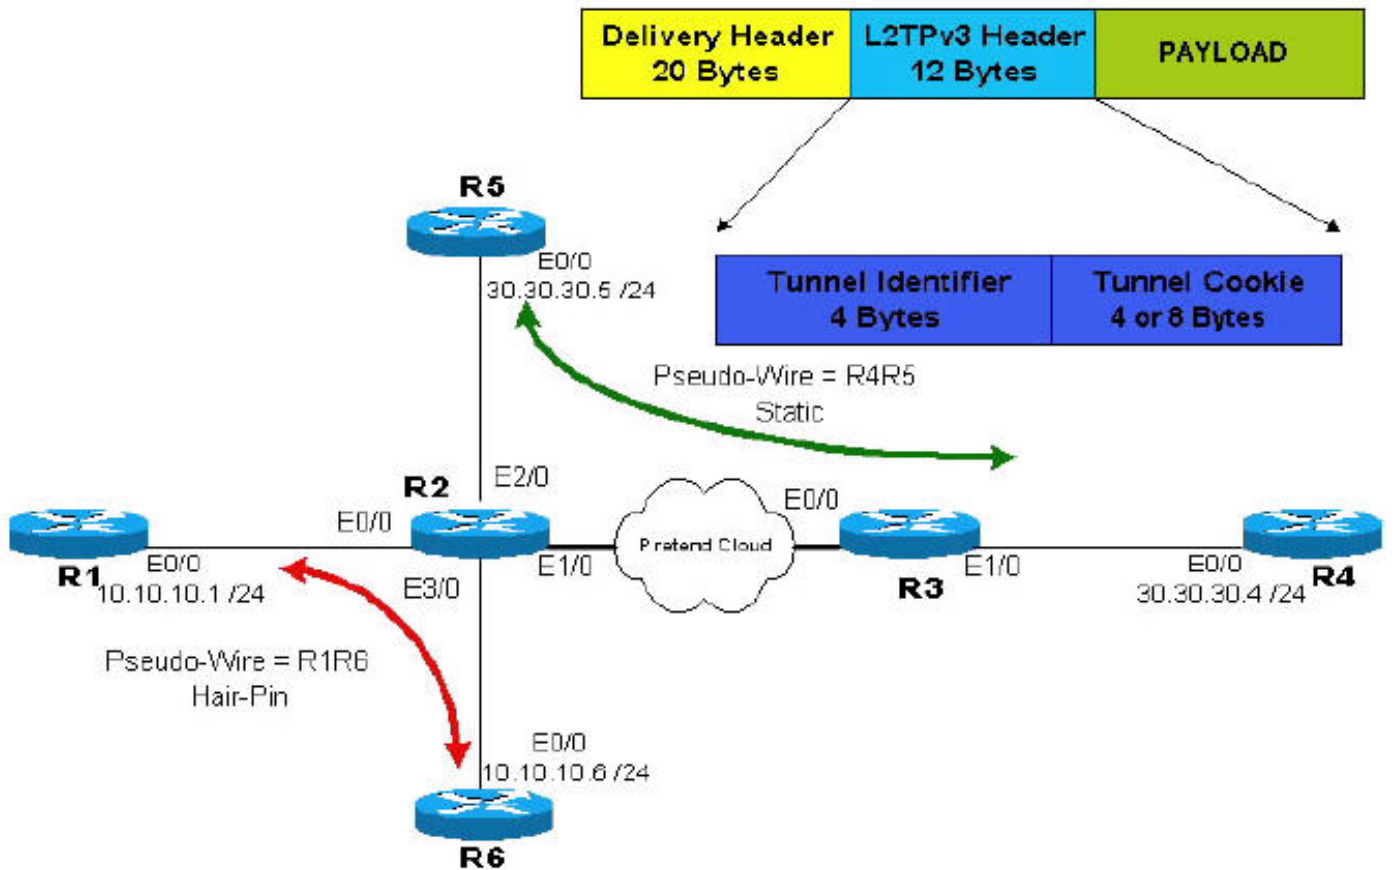 Delivery Header
20 Bytes
L2TPv3 Header
12 Bytes
PAYLOAD
Tunnel Identifier
4 Bytes
Tunnel Cookie
4 or 8 Bytes
R5
E0/0
30.30.30.5 /24
Pseudo-Wire = R4R5
Static
E2/0
R2
E0/0
E1/0
E3/0
Pretend Cloud
E0/0
R3
E1/0
E0/0
30.30.30.4 /24
R4
R1
E0/0
10.10.10.1 /24
Pseudo-Wire = R1R6
Hair-Pin
E0/0
10.10.10.6 /24
R6